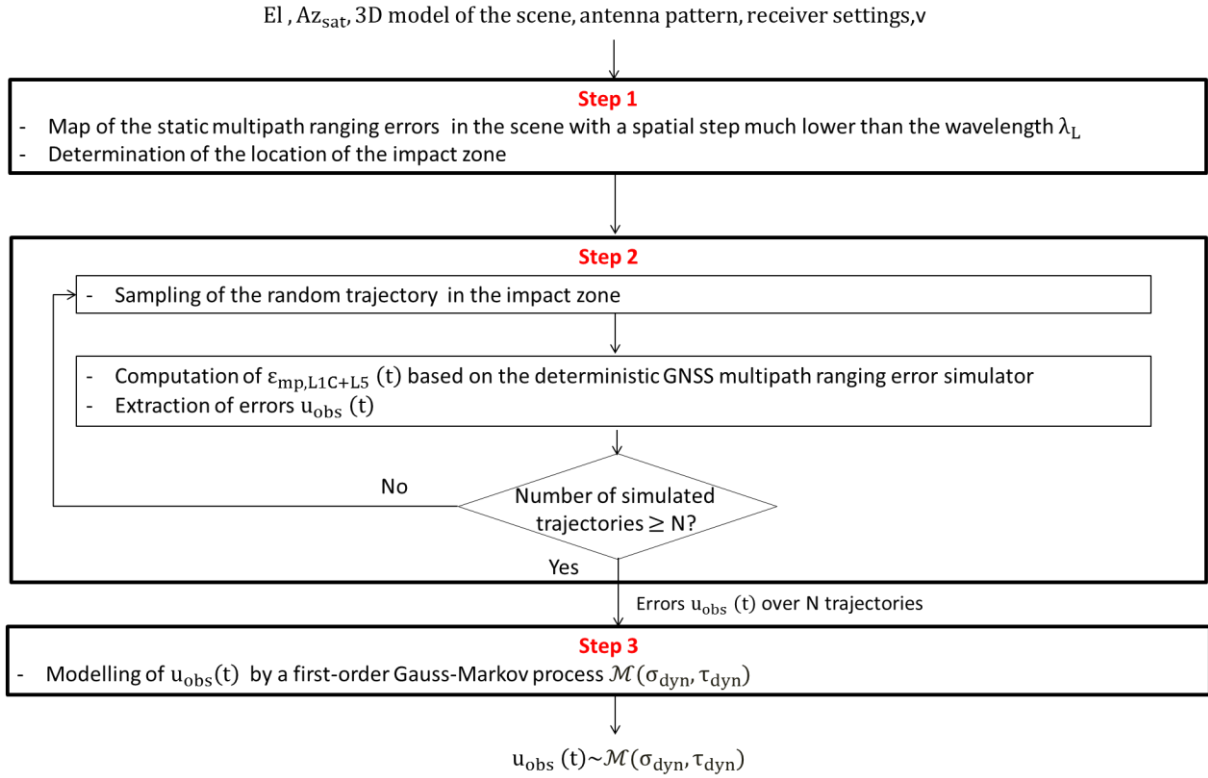 El , Az_sat, 3D model of the scene, antenna pattern, receiver settings,v
Step 1
- Map of the static multipath ranging errors in the scene with a spatial step much lower than the wavelength λ_L
- Determination of the location of the impact zone
Step 2
- Sampling of the random trajectory in the impact zone
- Computation of ε_mp,L1C+L5 (t) based on the deterministic GNSS multipath ranging error simulator
- Extraction of errors u_obs (t)
No
Number of simulated
trajectories ≥ N?
Yes
Errors u_obs (t) over N trajectories
Step 3
- Modelling of u_obs(t) by a first-order Gauss-Markov process ℳ(σ_dyn, τ_dyn)
u_obs (t)~ℳ(σ_dyn, τ_dyn)